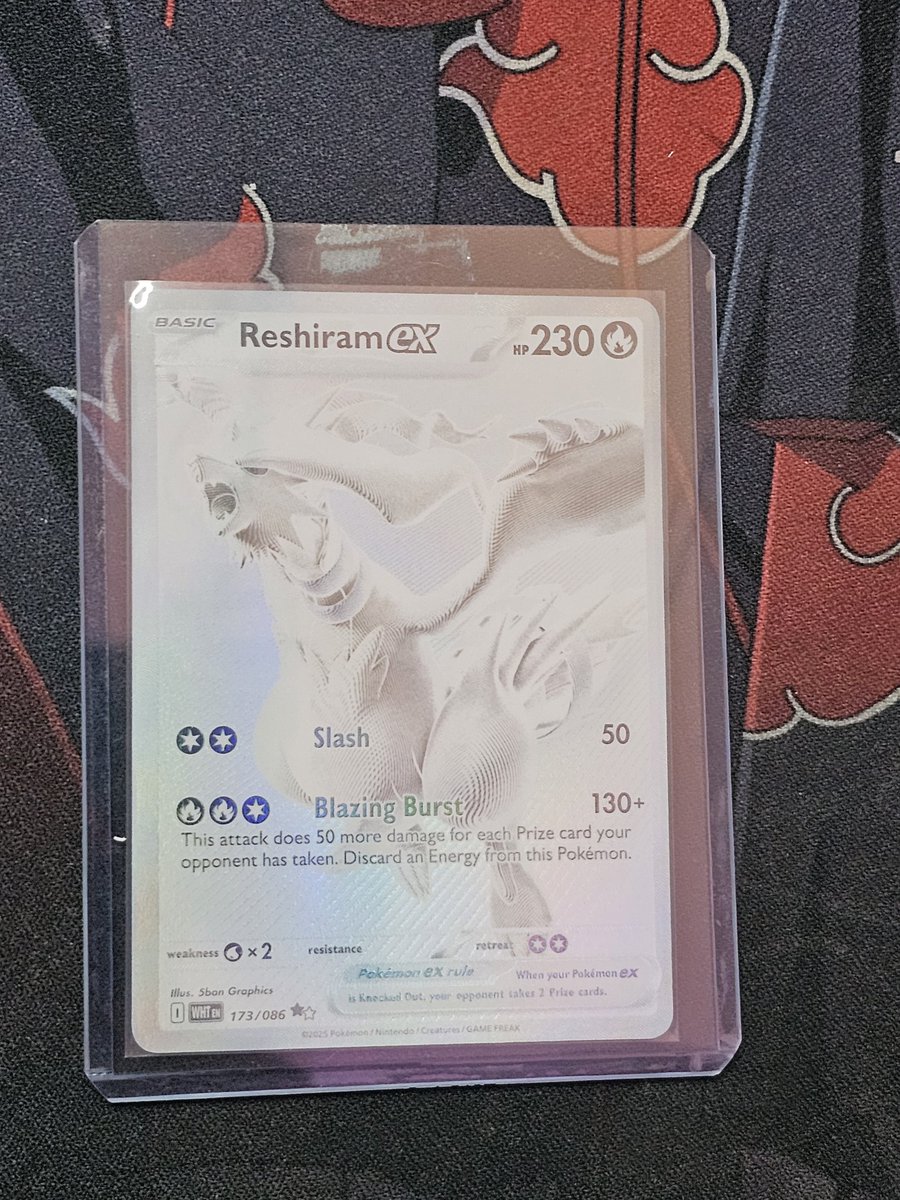 BASIC Reshiram ex HP 230
Slash 50
Blazing Burst 130+
This attack does 50 more damage for each Prize card your
opponent has taken. Discard an Energy from this Pokémon.
weakness ×2 resistance retreat
Pokémon ex rule When your Pokémon ex
is Knocked Out, your opponent takes 2 Prize cards.
Illus. 5ban Graphics
I WHT EN 173/086
©2025 Pokémon / Nintendo / Creatures / GAME FREAK